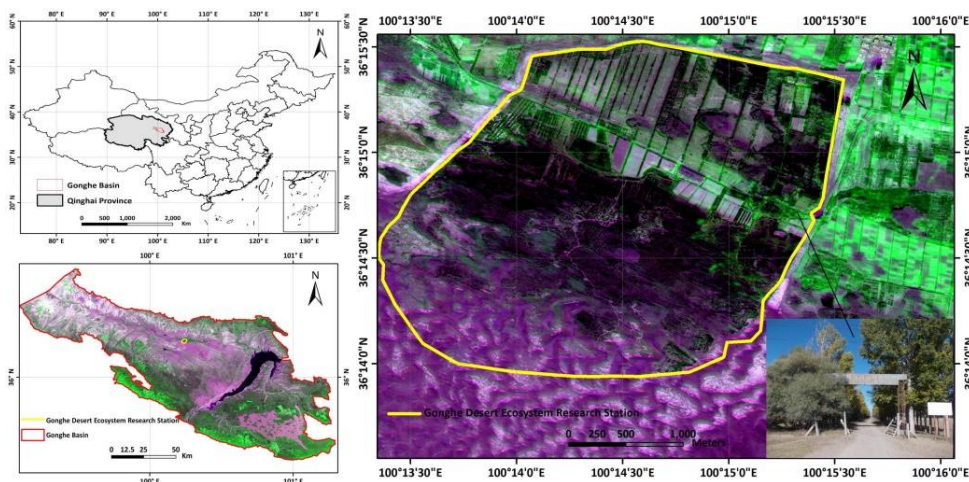 80° E 90° E 100° E 110° E 120° E 130° E
60° N
50° N
40° N
30° N
20° N
N
Gonghe Basin
Qinghai Province
0 500 1,000 2,000
Km
80° E 90° E 100° E 110° E 120° E 130° E
60° N
50° N
40° N
30° N
20° N
100° E 101° E
N
36° N
36° N
Gonghe Desert Ecosystem Research Station
Gonghe Basin
0 12.5 25 50
Km
100° E 101° E
100°13'30"E 100°14'0"E 100°14'30"E 100°15'0"E 100°15'30"E 100°16'0"E
36°15'30"N
36°15'0"N
36°14'30"N
36°14'0"N
N
Gonghe Desert Ecosystem Research Station
0 250 500 1,000
Meters
100°13'30"E 100°14'0"E 100°14'30"E 100°15'0"E 100°15'30"E 100°16'0"E